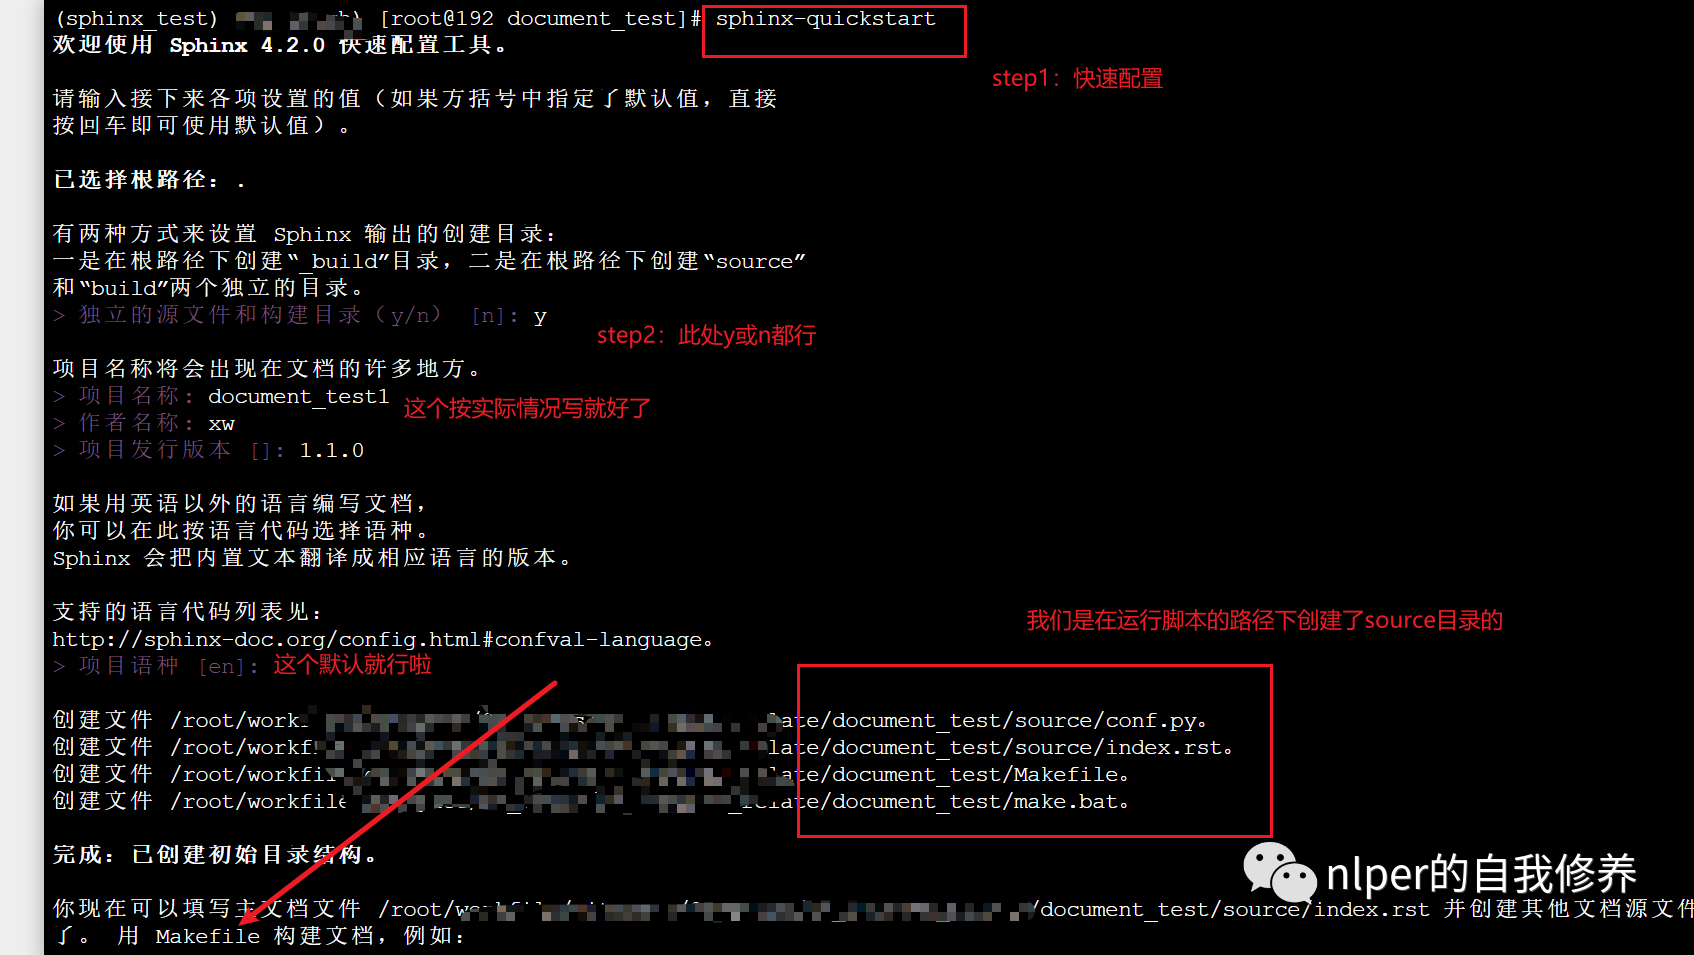 (sphinx_test) [root@192 document_test]# sphinx-quickstart
欢迎使用 Sphinx 4.2.0 快速配置工具。
step1：快速配置
请输入接下来各项设置的值（如果方括号中指定了默认值，直接
按回车即可使用默认值）。
已选择根路径：.
有两种方式来设置 Sphinx 输出的创建目录：
一是在根路径下创建“_build”目录，二是在根路径下创建“source”
和“build”两个独立的目录。
> 独立的源文件和构建目录（y/n） [n]: y
step2：此处y或n都行
项目名称将会出现在文档的许多地方。
> 项目名称: document_test1
这个按实际情况写就好了
> 作者名称: xw
> 项目发行版本 []: 1.1.0
如果用英语以外的语言编写文档，
你可以在此按语言代码选择语种。
Sphinx 会把内置文本翻译成相应语言的版本。
支持的语言代码列表见：
我们是在运行脚本的路径下创建了source目录的
http://sphinx-doc.org/config.html#confval-language。
> 项目语种 [en]: 这个默认就行啦
创建文件 /root/work late/document_test/source/conf.py。
创建文件 /root/workf late/document_test/source/index.rst。
创建文件 /root/workfil late/document_test/Makefile。
创建文件 /root/workfile late/document_test/make.bat。
完成：已创建初始目录结构。
nlper的自我修养
你现在可以填写主文档文件 /root/ /document_test/source/index.rst 并创建其他文档源文件
了。 用 Makefile 构建文档，例如：